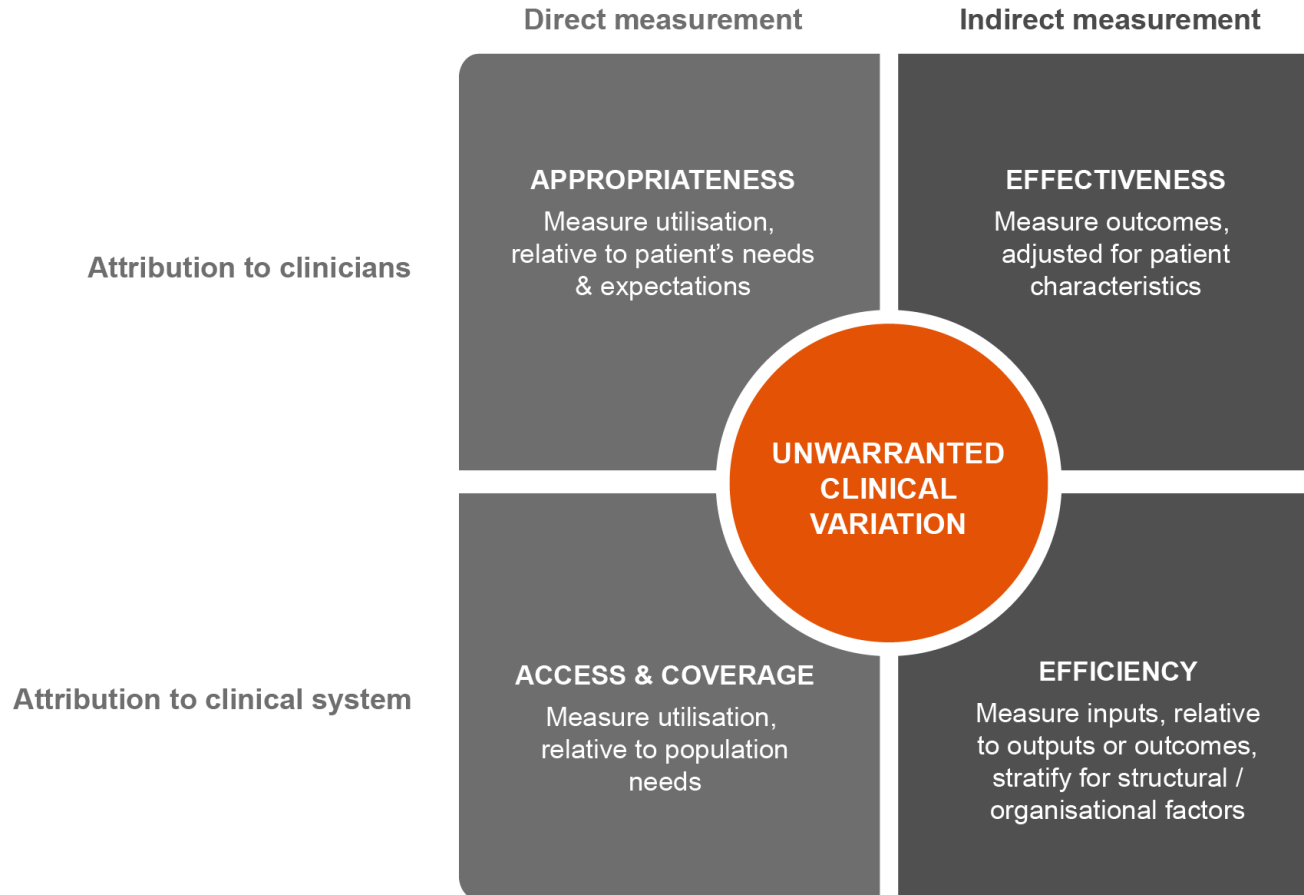 Direct measurement
Indirect measurement
Attribution to clinicians
APPROPRIATENESS
Measure utilisation,
relative to patient's needs
& expectations
EFFECTIVENESS
Measure outcomes,
adjusted for patient
characteristics
UNWARRANTED
CLINICAL
VARIATION
Attribution to clinical system
ACCESS & COVERAGE
Measure utilisation,
relative to population
needs
EFFICIENCY
Measure inputs, relative
to outputs or outcomes,
stratify for structural /
organisational factors